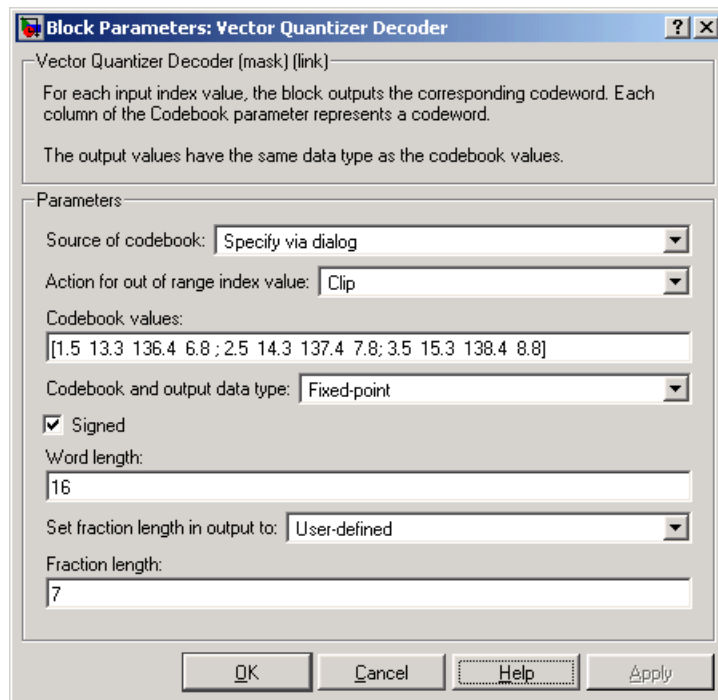 Block Parameters: Vector Quantizer Decoder
Vector Quantizer Decoder (mask) (link)
For each input index value, the block outputs the corresponding codeword. Each
column of the Codebook parameter represents a codeword.
The output values have the same data type as the codebook values.
Parameters
Source of codebook: Specify via dialog
Action for out of range index value: Clip
Codebook values:
[1.5 13.3 136.4 6.8 ; 2.5 14.3 137.4 7.8; 3.5 15.3 138.4 8.8]
Codebook and output data type: Fixed-point
Signed
Word length:
16
Set fraction length in output to: User-defined
Fraction length:
7
OK Cancel Help Apply